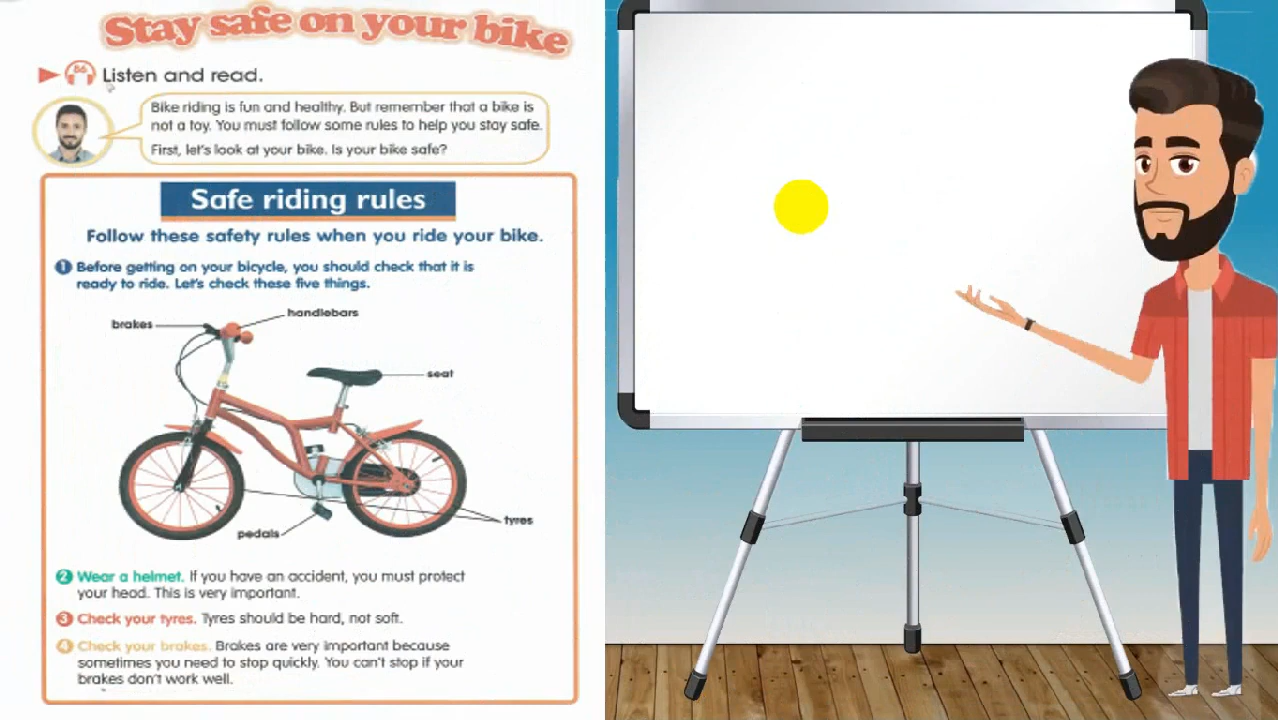 Stay safe on your bike
66 Listen and read.
Bike riding is fun and healthy. But remember that a bike is
not a toy. You must follow some rules to help you stay safe.
First, let's look at your bike. Is your bike safe?
Safe riding rules
Follow these safety rules when you ride your bike.
1 Before getting on your bicycle, you should check that it is
ready to ride. Let's check these five things.
handlebars
brakes
seat
tyres
pedals
2 Wear a helmet. If you have an accident, you must protect
your head. This is very important.
3 Check your tyres. Tyres should be hard, not soft.
4 Check your brakes. Brakes are very important because
sometimes you need to stop quickly. You can't stop if your
brakes don't work well.